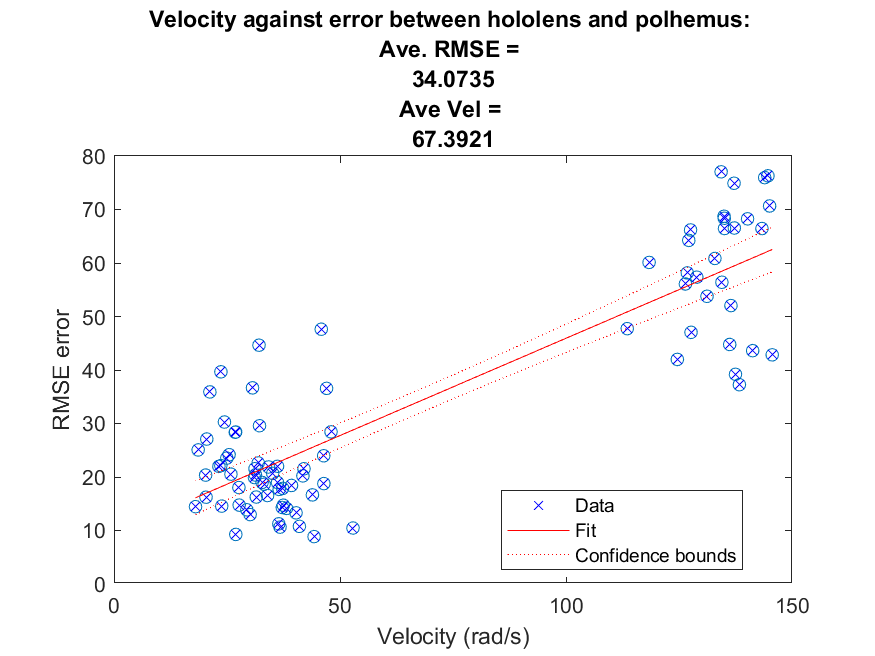 Velocity against error between hololens and polhemus:
Ave. RMSE =
34.0735
Ave Vel =
67.3921
80
70
60
50
40
30
20
10
0
RMSE error
Data
Fit
Confidence bounds
0 50 100 150
Velocity (rad/s)